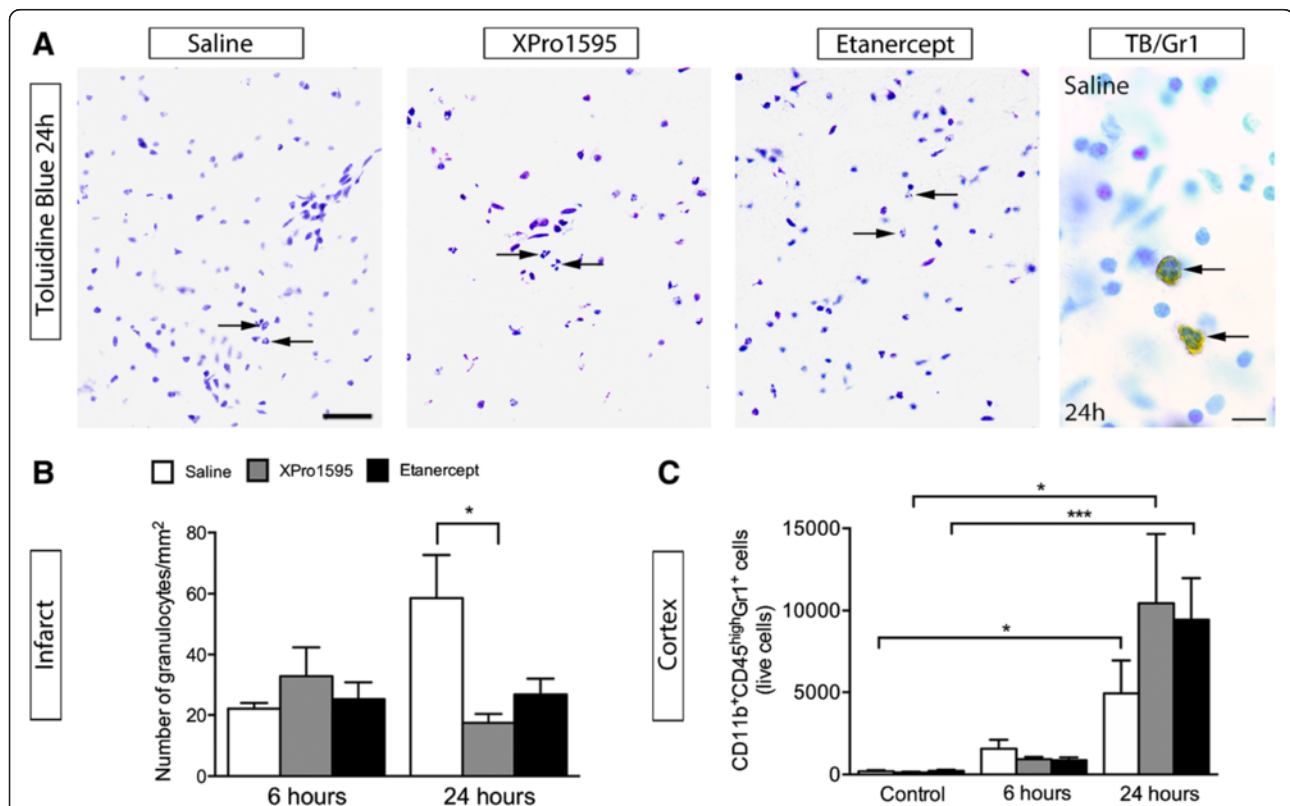 A
Saline
XPro1595
Etanercept
TB/Gr1
Toluidine Blue 24h
Saline
24h
B
Saline XPro1595 Etanercept
Infarct
Number of granulocytes/mm²
80
60
40
20
0
*
6 hours
24 hours
C
Cortex
CD11b⁺CD45ʰⁱᵍʰGr1⁺ cells
(live cells)
15000
10000
5000
0
*
***
*
Control
6 hours
24 hours